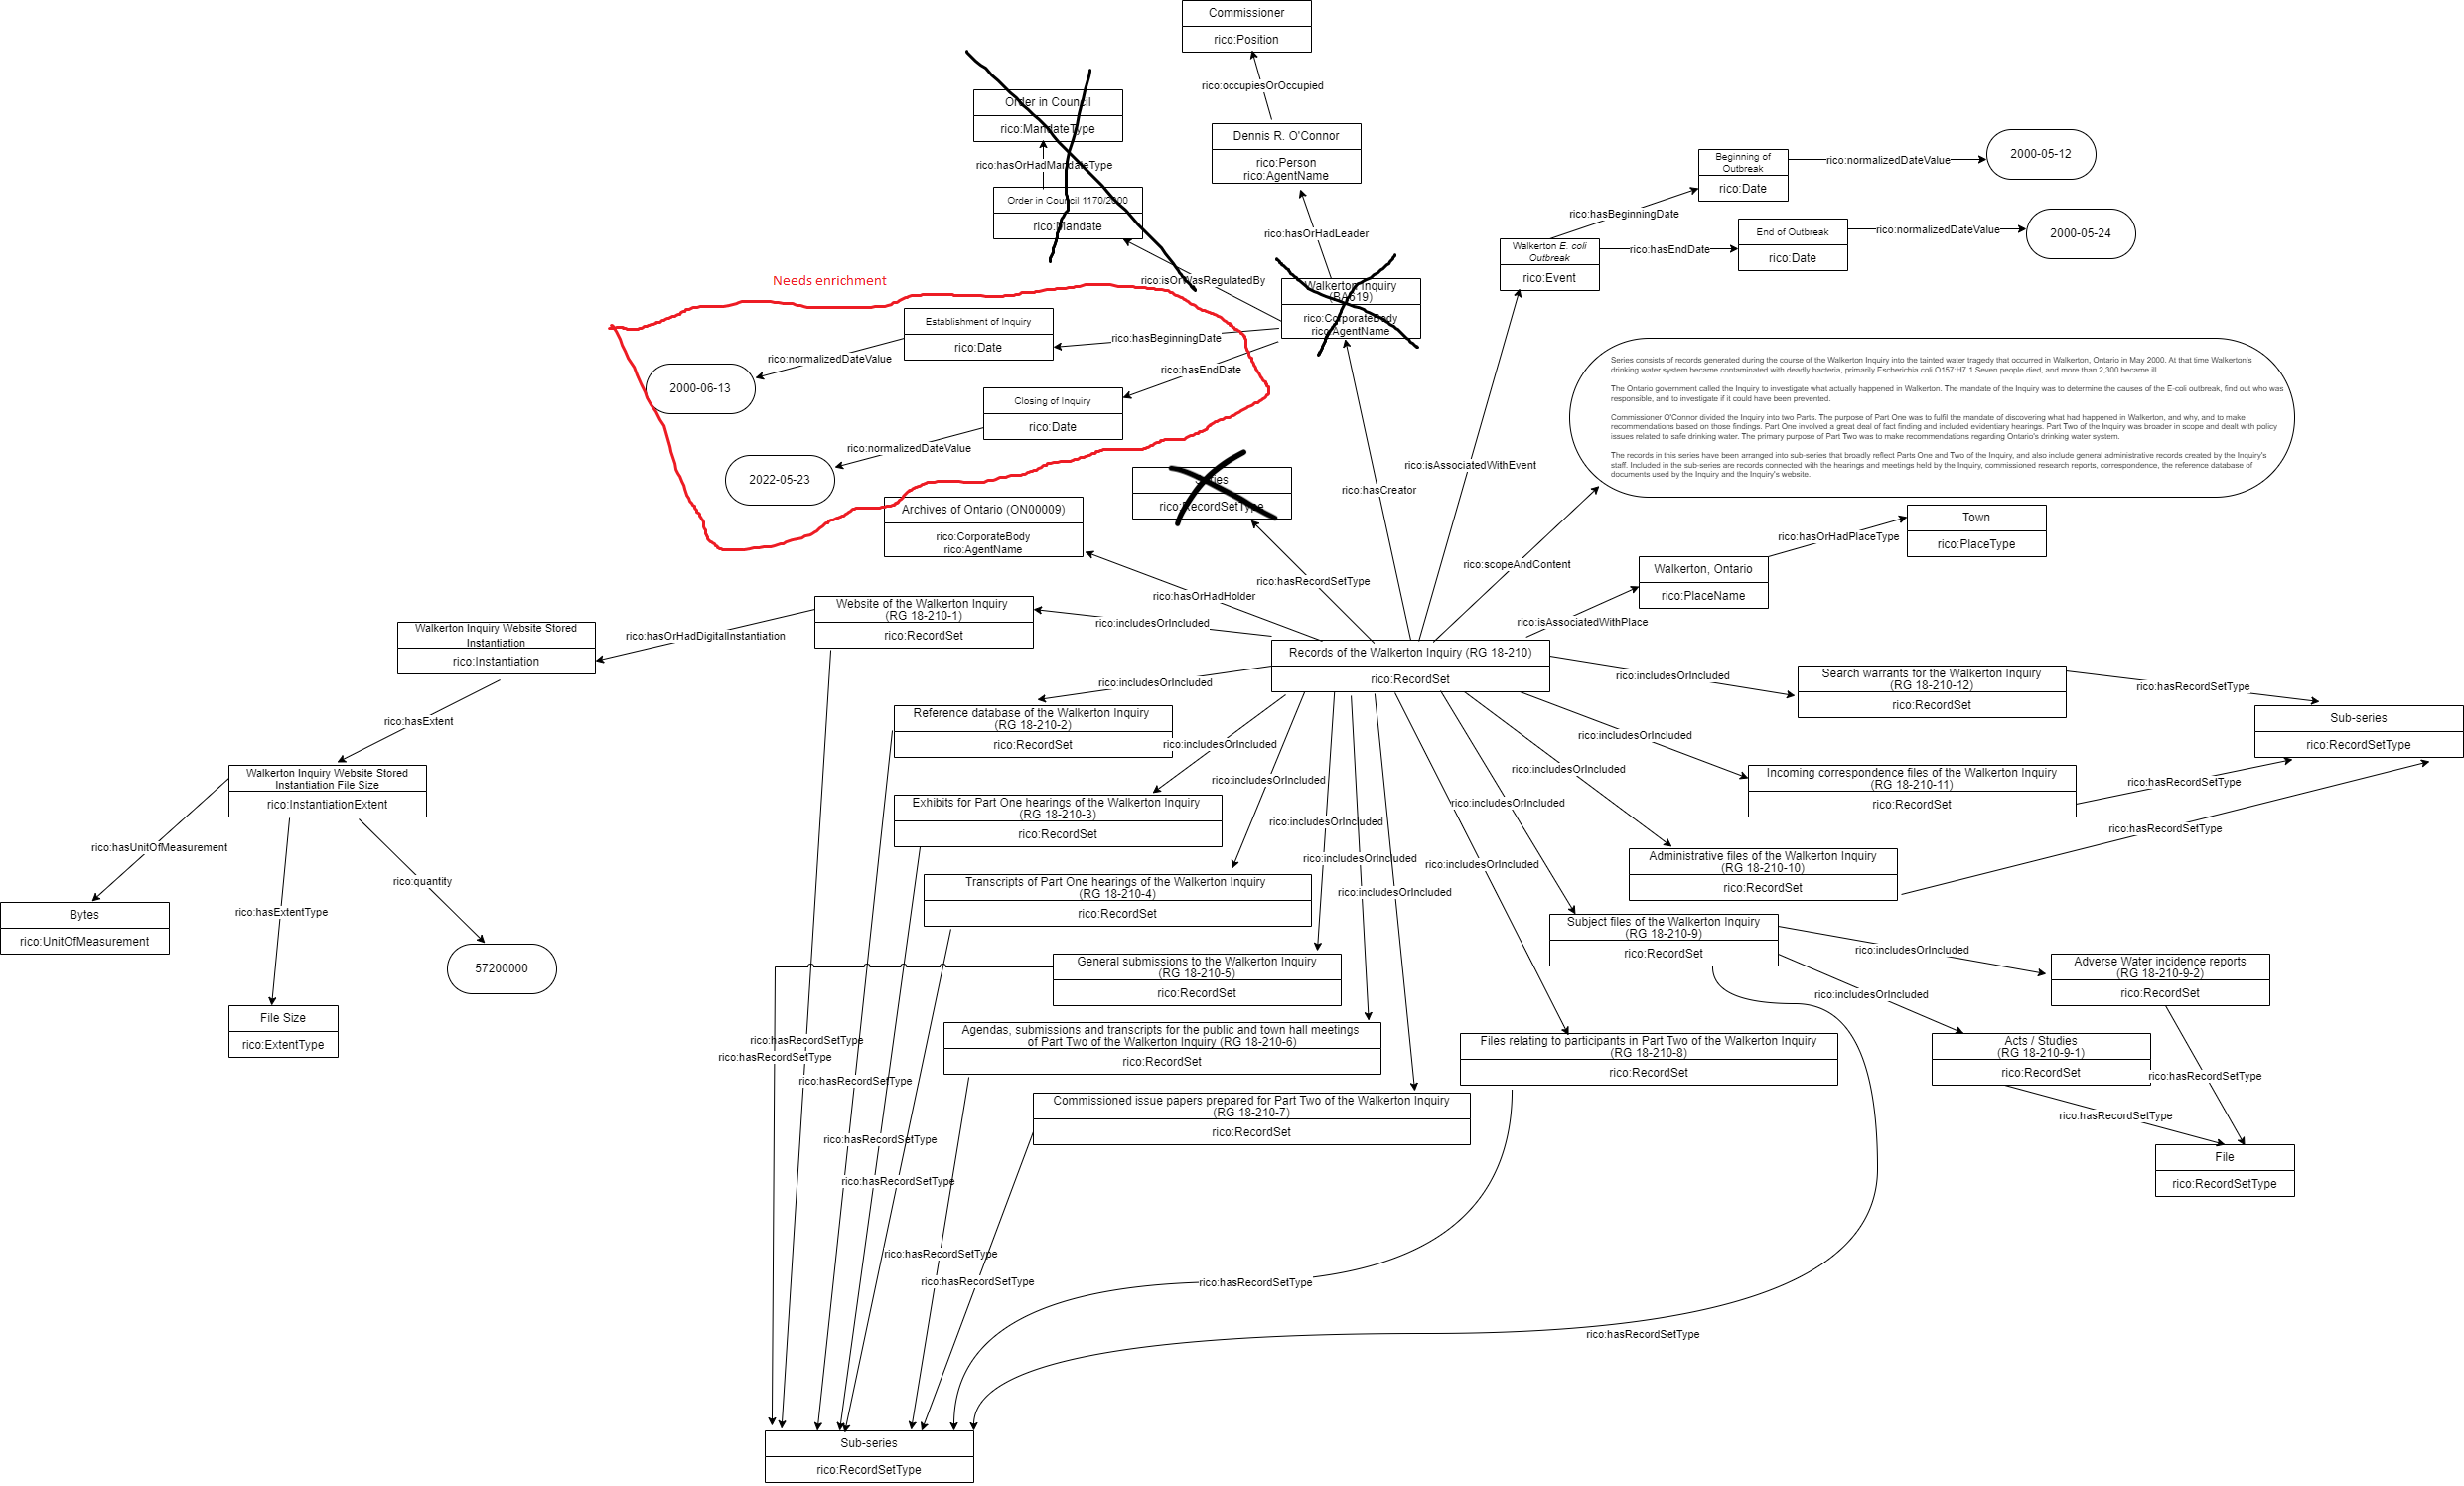 Commissioner
rico:Position
rico:occupiesOrOccupied
Order in Council
rico:MandateType
rico:hasOrHadMandateType
Order in Council 1170/2000
rico:Mandate
Dennis R. O'Connor
rico:Person
rico:AgentName
rico:hasOrHadLeader
rico:isOrWasRegulatedBy
Walkerton Inquiry
(BA619)
rico:CorporateBody
rico:AgentName
Beginning of
Outbreak
rico:Date
rico:normalizedDateValue
2000-05-12
rico:hasBeginningDate
End of Outbreak
rico:Date
rico:normalizedDateValue
2000-05-24
rico:hasEndDate
Walkerton E. coli
Outbreak
rico:Event
Needs enrichment
Establishment of Inquiry
rico:Date
rico:hasBeginningDate
rico:normalizedDateValue
2000-06-13
rico:hasEndDate
Closing of Inquiry
rico:Date
rico:normalizedDateValue
2022-05-23
Series consists of records generated during the course of the Walkerton Inquiry into the tainted water tragedy that occurred in Walkerton, Ontario in May 2000. At that time Walkerton's
drinking water system became contaminated with deadly bacteria, primarily Escherichia coli O157:H7.1 Seven people died, and more than 2,300 became ill.
The Ontario government called the Inquiry to investigate what actually happened in Walkerton. The mandate of the Inquiry was to determine the causes of the E-coli outbreak, find out who was
responsible, and to investigate if it could have been prevented.
Commissioner O'Connor divided the Inquiry into two Parts. The purpose of Part One was to fulfil the mandate of discovering what had happened in Walkerton, and why, and to make
recommendations based on those findings. Part One involved a great deal of fact finding and included evidentiary hearings. Part Two of the Inquiry was broader in scope and dealt with policy
issues related to safe drinking water. The primary purpose of Part Two was to make recommendations regarding Ontario's drinking water system.
The records in this series have been arranged into sub-series that broadly reflect Parts One and Two of the Inquiry, and also include general administrative records created by the Inquiry's
staff. Included in the sub-series are records connected with the hearings and meetings held by the Inquiry, commissioned research reports, correspondence, the reference database of
documents used by the Inquiry and the Inquiry's website.
Series
rico:RecordSetType
rico:hasRecordSetType
rico:hasCreator
rico:isAssociatedWithEvent
rico:scopeAndContent
Archives of Ontario (ON00009)
rico:CorporateBody
rico:AgentName
rico:hasOrHadHolder
Town
rico:PlaceType
rico:hasOrHadPlaceType
Walkerton, Ontario
rico:PlaceName
rico:isAssociatedWithPlace
Website of the Walkerton Inquiry
(RG 18-210-1)
rico:RecordSet
rico:includesOrIncluded
rico:hasOrHadDigitalInstantiation
Walkerton Inquiry Website Stored
Instantiation
rico:Instantiation
rico:hasExtent
Walkerton Inquiry Website Stored
Instantiation File Size
rico:InstantiationExtent
rico:hasUnitOfMeasurement
Bytes
rico:UnitOfMeasurement
rico:hasExtentType
File Size
rico:ExtentType
rico:quantity
57200000
Records of the Walkerton Inquiry (RG 18-210)
rico:RecordSet
rico:includesOrIncluded
Search warrants for the Walkerton Inquiry
(RG 18-210-12)
rico:RecordSet
rico:hasRecordSetType
Sub-series
rico:RecordSetType
rico:includesOrIncluded
Reference database of the Walkerton Inquiry
(RG 18-210-2)
rico:RecordSet
rico:includesOrIncluded
Exhibits for Part One hearings of the Walkerton Inquiry
(RG 18-210-3)
rico:RecordSet
rico:includesOrIncluded
Transcripts of Part One hearings of the Walkerton Inquiry
(RG 18-210-4)
rico:RecordSet
rico:includesOrIncluded
General submissions to the Walkerton Inquiry
(RG 18-210-5)
rico:RecordSet
rico:includesOrIncluded
Agendas, submissions and transcripts for the public and town hall meetings
of Part Two of the Walkerton Inquiry (RG 18-210-6)
rico:RecordSet
rico:includesOrIncluded
Commissioned issue papers prepared for Part Two of the Walkerton Inquiry
(RG 18-210-7)
rico:RecordSet
rico:includesOrIncluded
Files relating to participants in Part Two of the Walkerton Inquiry
(RG 18-210-8)
rico:RecordSet
rico:includesOrIncluded
Subject files of the Walkerton Inquiry
(RG 18-210-9)
rico:RecordSet
rico:includesOrIncluded
Administrative files of the Walkerton Inquiry
(RG 18-210-10)
rico:RecordSet
rico:hasRecordSetType
rico:includesOrIncluded
Incoming correspondence files of the Walkerton Inquiry
(RG 18-210-11)
rico:RecordSet
rico:hasRecordSetType
rico:includesOrIncluded
Adverse Water incidence reports
(RG 18-210-9-2)
rico:RecordSet
rico:includesOrIncluded
Acts / Studies
(RG 18-210-9-1)
rico:RecordSet
rico:hasRecordSetType
rico:hasRecordSetType
File
rico:RecordSetType
rico:hasRecordSetType
rico:hasRecordSetType
rico:hasRecordSetType
rico:hasRecordSetType
rico:hasRecordSetType
rico:hasRecordSetType
rico:hasRecordSetType
rico:hasRecordSetType
rico:hasRecordSetType
Sub-series
rico:RecordSetType